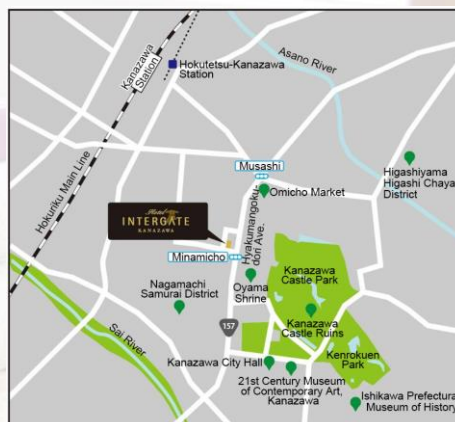 Kanazawa
Station
Hokutetsu-Kanazawa
Station
Asano River
Hokuriku Main Line
Musashi
Omicho Market
Higashiyama
Higashi Chaya
District
Hyakumangoku-
dori Ave.
Hotel
INTERGATE
KANAZAWA
Minamicho
Kanazawa
Castle Park
Oyama
Shrine
Nagamachi
Samurai District
Kanazawa
Castle Ruins
157
Sai River
Kenrokuen
Park
Kanazawa City Hall
21st Century Museum
of Contemporary Art,
Kanazawa
Ishikawa Prefectural
Museum of History